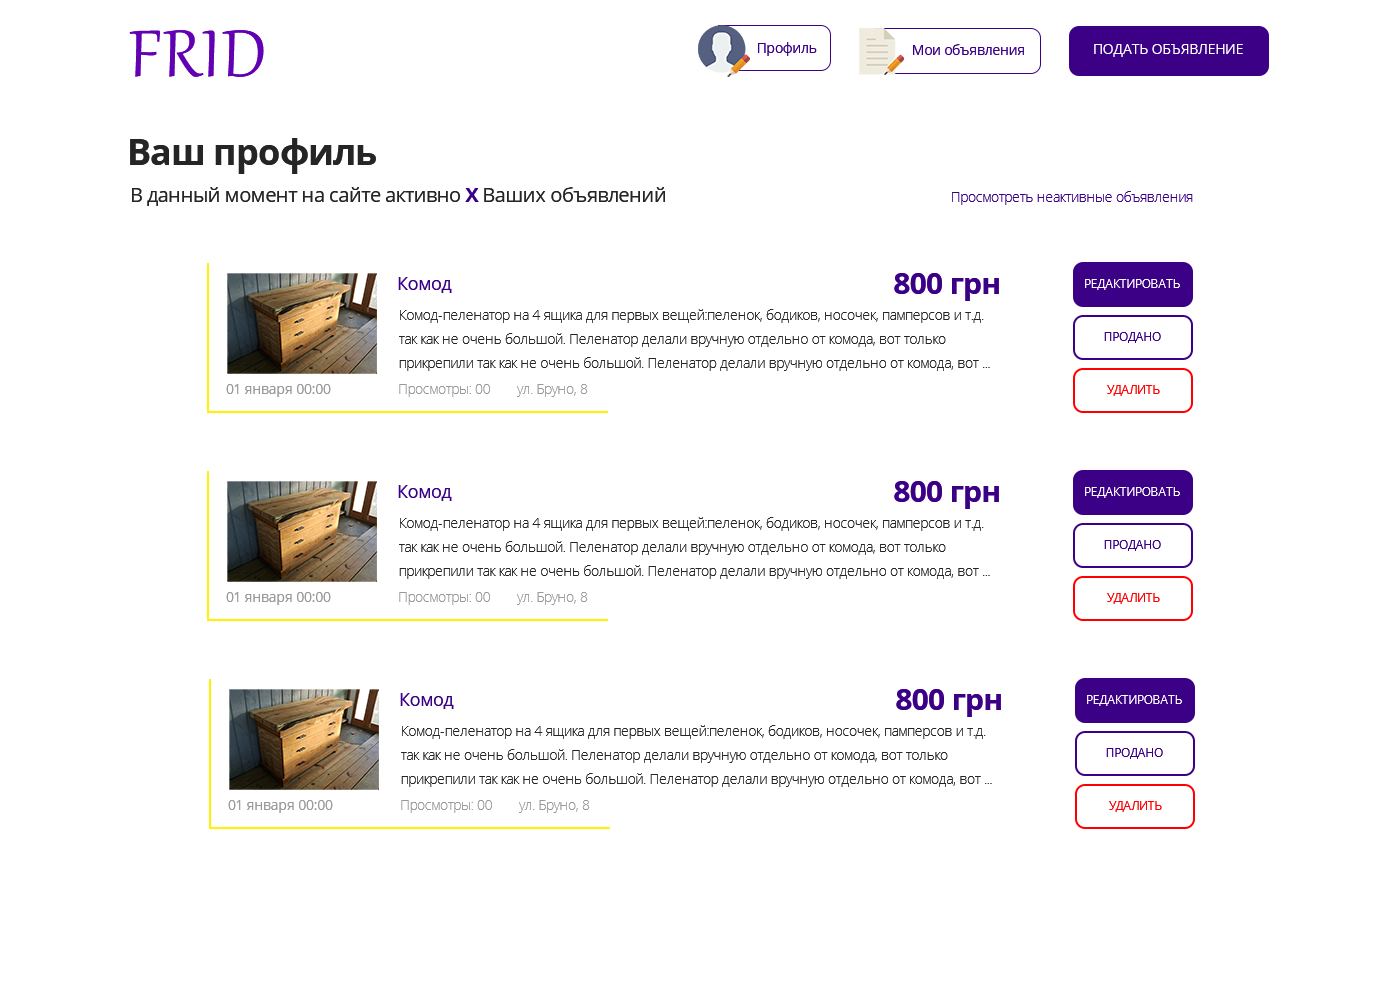 FRID
Профиль
Мои объявления
ПОДАТЬ ОБЪЯВЛЕНИЕ
Ваш профиль
В данный момент на сайте активно X Ваших объявлений
Просмотреть неактивные объявления
Комод
800 грн
Комод-пеленатор на 4 ящика для первых вещей:пеленок, бодиков, носочек, памперсов и т.д.
так как не очень большой. Пеленатор делали вручную отдельно от комода, вот только
прикрепили так как не очень большой. Пеленатор делали вручную отдельно от комода, вот ...
01 января 00:00
Просмотры: 00
ул. Бруно, 8
РЕДАКТИРОВАТЬ
ПРОДАНО
УДАЛИТЬ
Комод
800 грн
Комод-пеленатор на 4 ящика для первых вещей:пеленок, бодиков, носочек, памперсов и т.д.
так как не очень большой. Пеленатор делали вручную отдельно от комода, вот только
прикрепили так как не очень большой. Пеленатор делали вручную отдельно от комода, вот ...
01 января 00:00
Просмотры: 00
ул. Бруно, 8
РЕДАКТИРОВАТЬ
ПРОДАНО
УДАЛИТЬ
Комод
800 грн
Комод-пеленатор на 4 ящика для первых вещей:пеленок, бодиков, носочек, памперсов и т.д.
так как не очень большой. Пеленатор делали вручную отдельно от комода, вот только
прикрепили так как не очень большой. Пеленатор делали вручную отдельно от комода, вот ...
01 января 00:00
Просмотры: 00
ул. Бруно, 8
РЕДАКТИРОВАТЬ
ПРОДАНО
УДАЛИТЬ